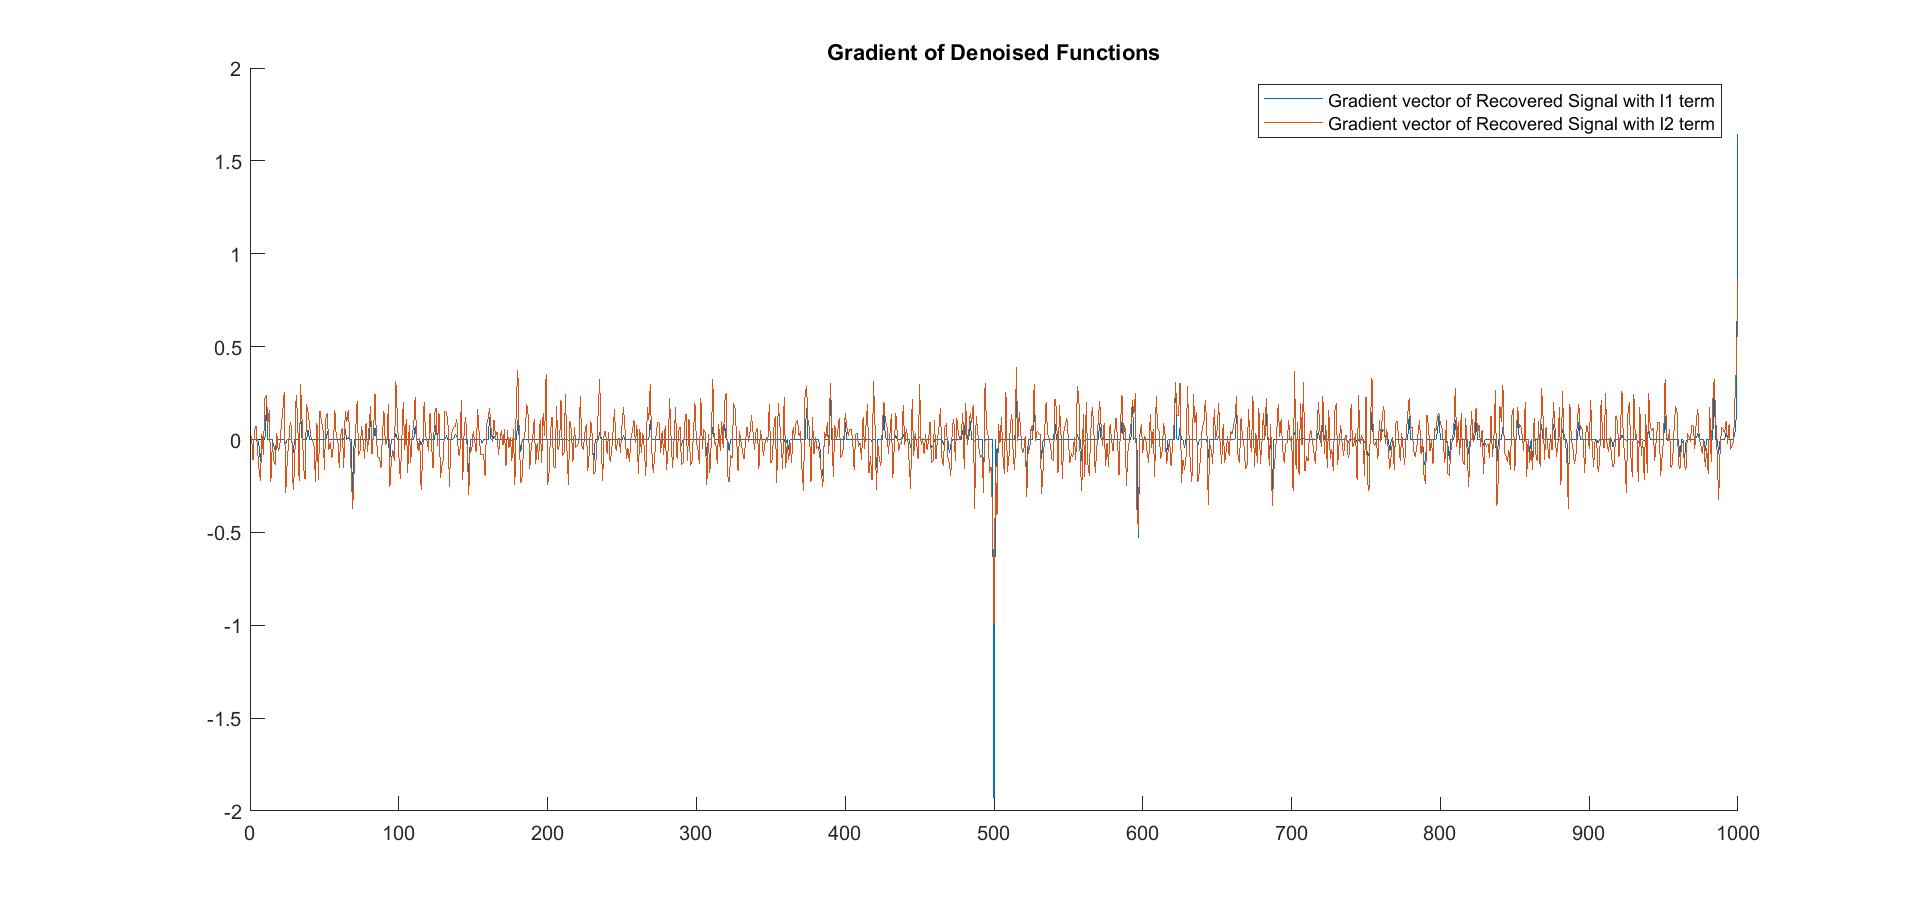 Gradient of Denoised Functions
Gradient vector of Recovered Signal with l1 term
Gradient vector of Recovered Signal with l2 term
2
1.5
1
0.5
0
-0.5
-1
-1.5
-2
0 100 200 300 400 500 600 700 800 900 1000